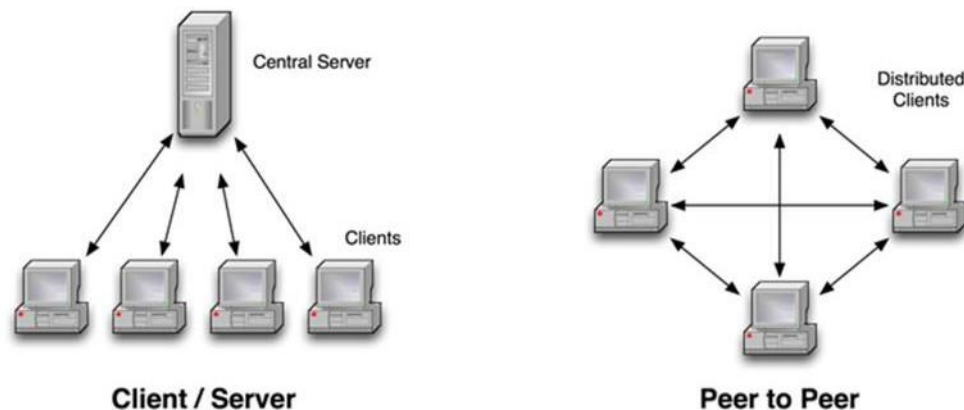 Central Server
Clients
Client / Server
Distributed
Clients
Peer to Peer